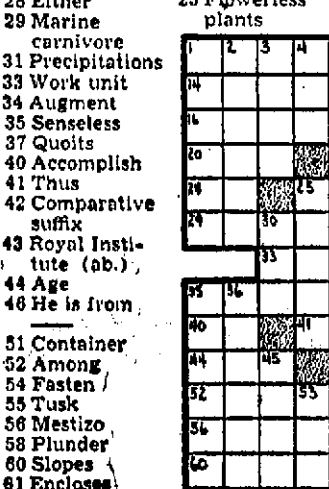 28 Either
29 Marine
carnivore
31 Precipitations
33 Work unit
34 Augment
35 Senseless
37 Quoits
40 Accomplish
41 Thus
42 Comparative
suffix
43 Royal Insti-
tute (ab.)
44 Age
46 He is from
51 Container
52 Among
54 Fasten
55 Tusk
56 Mestizo
58 Plunder
60 Slopes
61 Encloses
25 Flowerless
plants
1 2 3 4
14
16
20
24 25
29 30
33
35 36
40 41
44 45
52 53
56
60